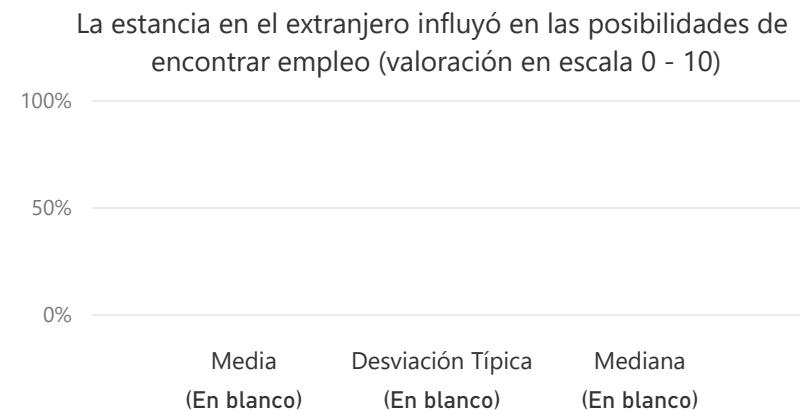 La estancia en el extranjero influyó en las posibilidades de
encontrar empleo (valoración en escala 0 - 10)
100%
50%
0%
Media Desviación Típica Mediana
(En blanco) (En blanco) (En blanco)